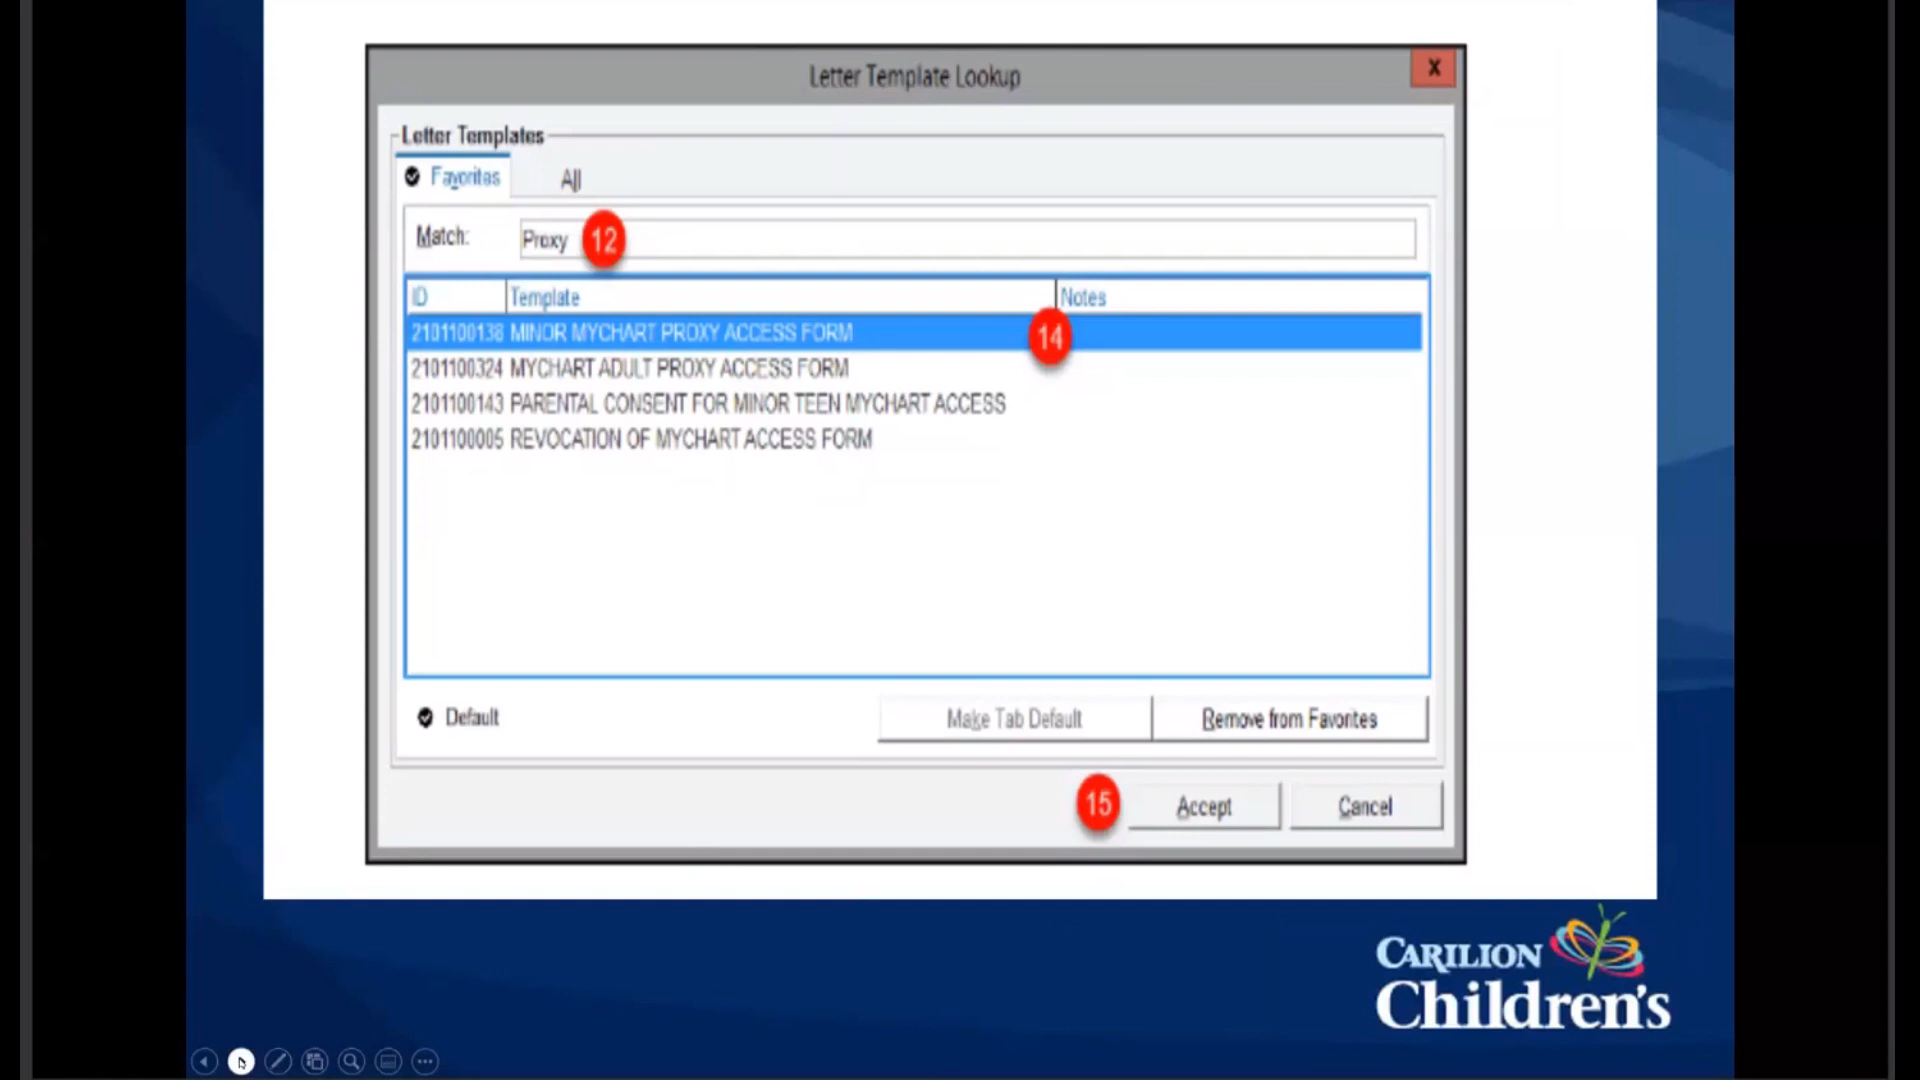 Letter Template Lookup
X
Letter Templates
Favorites All
Match: Proxy 12
ID Template Notes
2101100138 MINOR MYCHART PROXY ACCESS FORM 14
2101100324 MYCHART ADULT PROXY ACCESS FORM
2101100143 PARENTAL CONSENT FOR MINOR TEEN MYCHART ACCESS
2101100005 REVOCATION OF MYCHART ACCESS FORM
Default Make Tab Default Remove from Favorites
15 Accept Cancel
CARILION
Children's